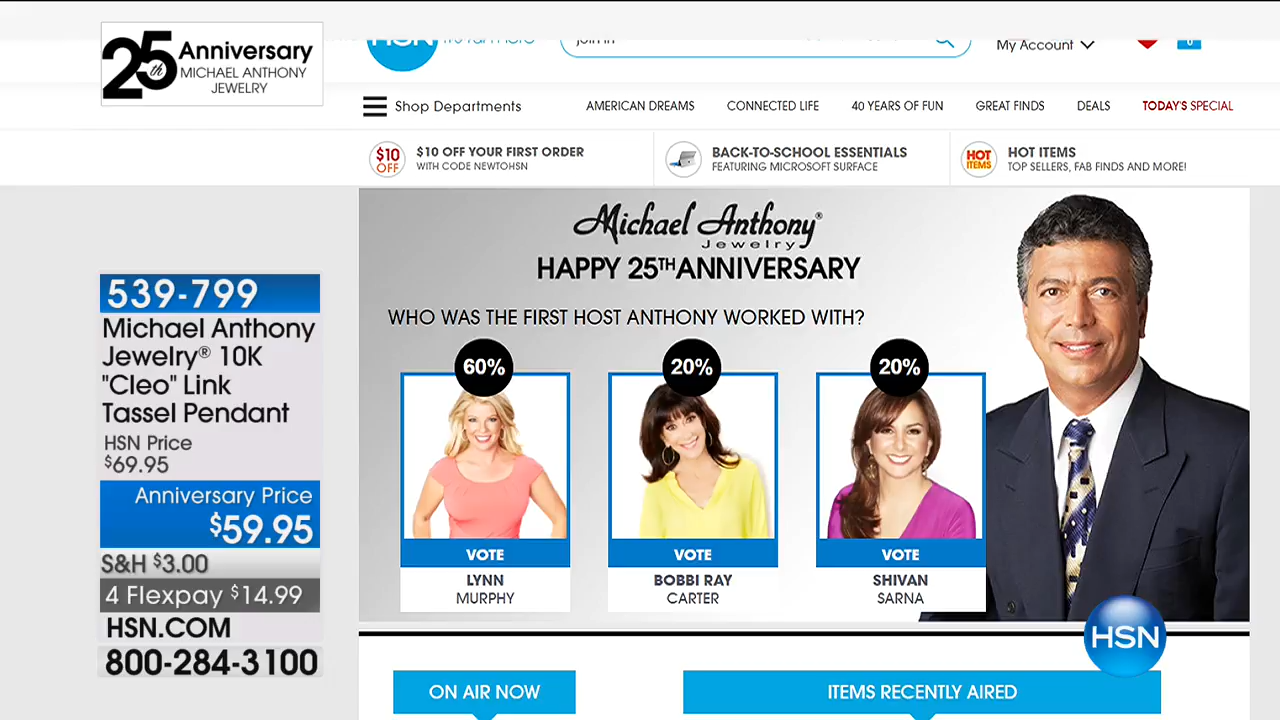 25th Anniversary
MICHAEL ANTHONY
JEWELRY
HSN
My Account
0
Shop Departments
AMERICAN DREAMS
CONNECTED LIFE
40 YEARS OF FUN
GREAT FINDS
DEALS
TODAY'S SPECIAL
$10
OFF
$10 OFF YOUR FIRST ORDER
WITH CODE NEWTOHSN
BACK-TO-SCHOOL ESSENTIALS
FEATURING MICROSOFT SURFACE
HOT
ITEMS
HOT ITEMS
TOP SELLERS, FAB FINDS AND MORE!
Michael Anthony®
Jewelry
HAPPY 25TH ANNIVERSARY
WHO WAS THE FIRST HOST ANTHONY WORKED WITH?
60%
20%
20%
VOTE
VOTE
VOTE
LYNN
MURPHY
BOBBI RAY
CARTER
SHIVAN
SARNA
539-799
Michael Anthony
Jewelry® 10K
"Cleo" Link
Tassel Pendant
HSN Price
$69.95
Anniversary Price
$59.95
S&H $3.00
4 Flexpay $14.99
HSN.COM
800-284-3100
HSN
ON AIR NOW
ITEMS RECENTLY AIRED